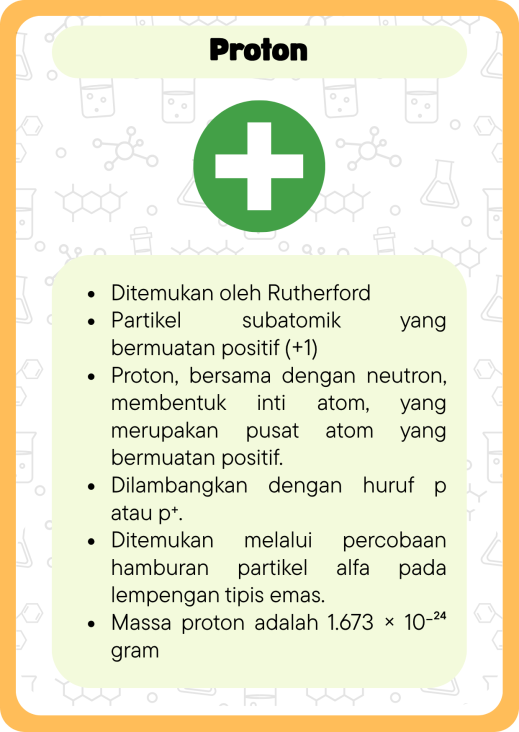 Proton
• Ditemukan oleh Rutherford
• Partikel subatomik yang
bermuatan positif (+1)
• Proton, bersama dengan neutron,
membentuk inti atom, yang
merupakan pusat atom yang
bermuatan positif.
• Dilambangkan dengan huruf p
atau p⁺.
• Ditemukan melalui percobaan
hamburan partikel alfa pada
lempengan tipis emas.
• Massa proton adalah 1.673 × 10⁻²⁴
gram